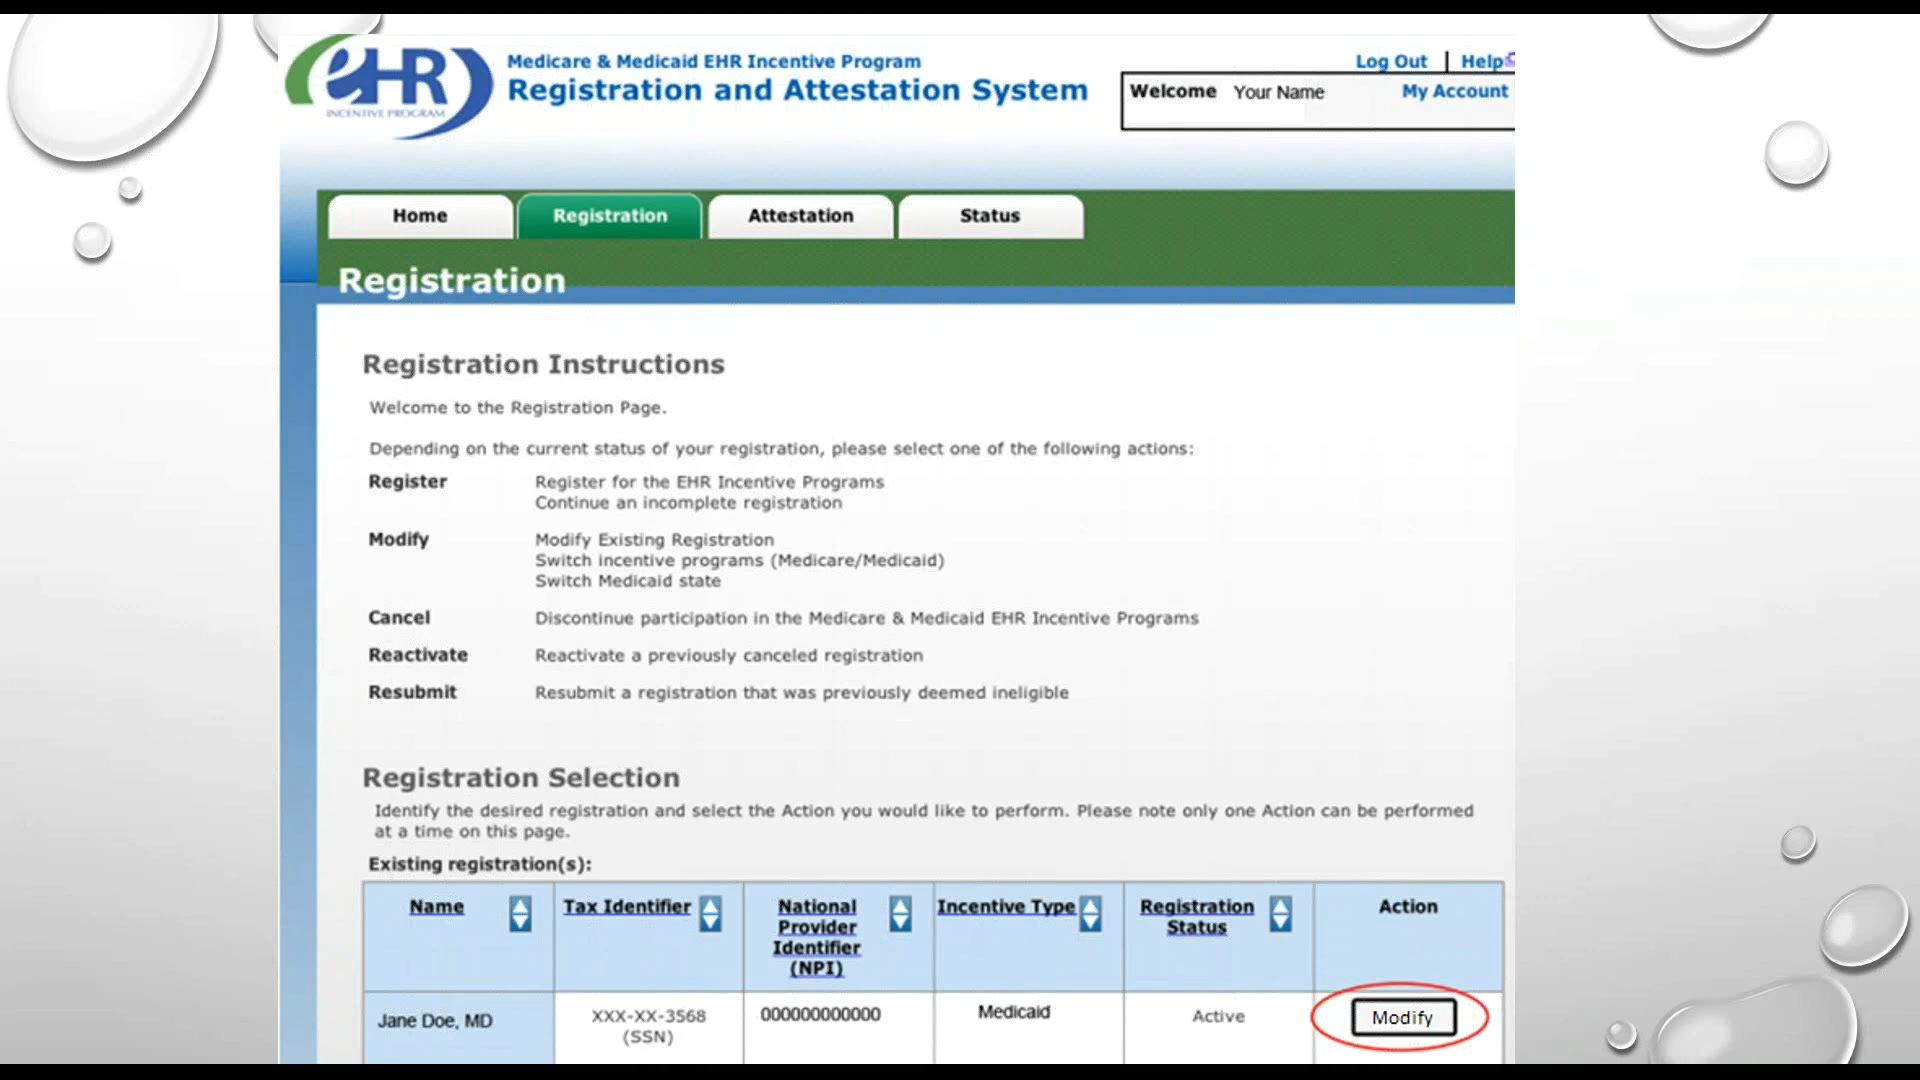 eHR
INCENTIVE PROGRAM
Medicare & Medicaid EHR Incentive Program
Registration and Attestation System
Log Out | Help
Welcome Your Name My Account
Home Registration Attestation Status
Registration
Registration Instructions
Welcome to the Registration Page.
Depending on the current status of your registration, please select one of the following actions:
Register Register for the EHR Incentive Programs
Continue an incomplete registration
Modify Modify Existing Registration
Switch incentive programs (Medicare/Medicaid)
Switch Medicaid state
Cancel Discontinue participation in the Medicare & Medicaid EHR Incentive Programs
Reactivate Reactivate a previously canceled registration
Resubmit Resubmit a registration that was previously deemed ineligible
Registration Selection
Identify the desired registration and select the Action you would like to perform. Please note only one Action can be performed
at a time on this page.
Existing registration(s):
Name Tax Identifier National Provider Identifier (NPI) Incentive Type Registration Status Action
Jane Doe, MD XXX-XX-3568 (SSN) 000000000000 Medicaid Active Modify